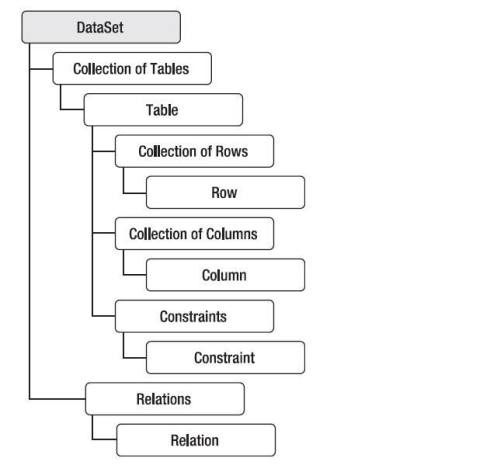 DataSet
Collection of Tables
Table
Collection of Rows
Row
Collection of Columns
Column
Constraints
Constraint
Relations
Relation